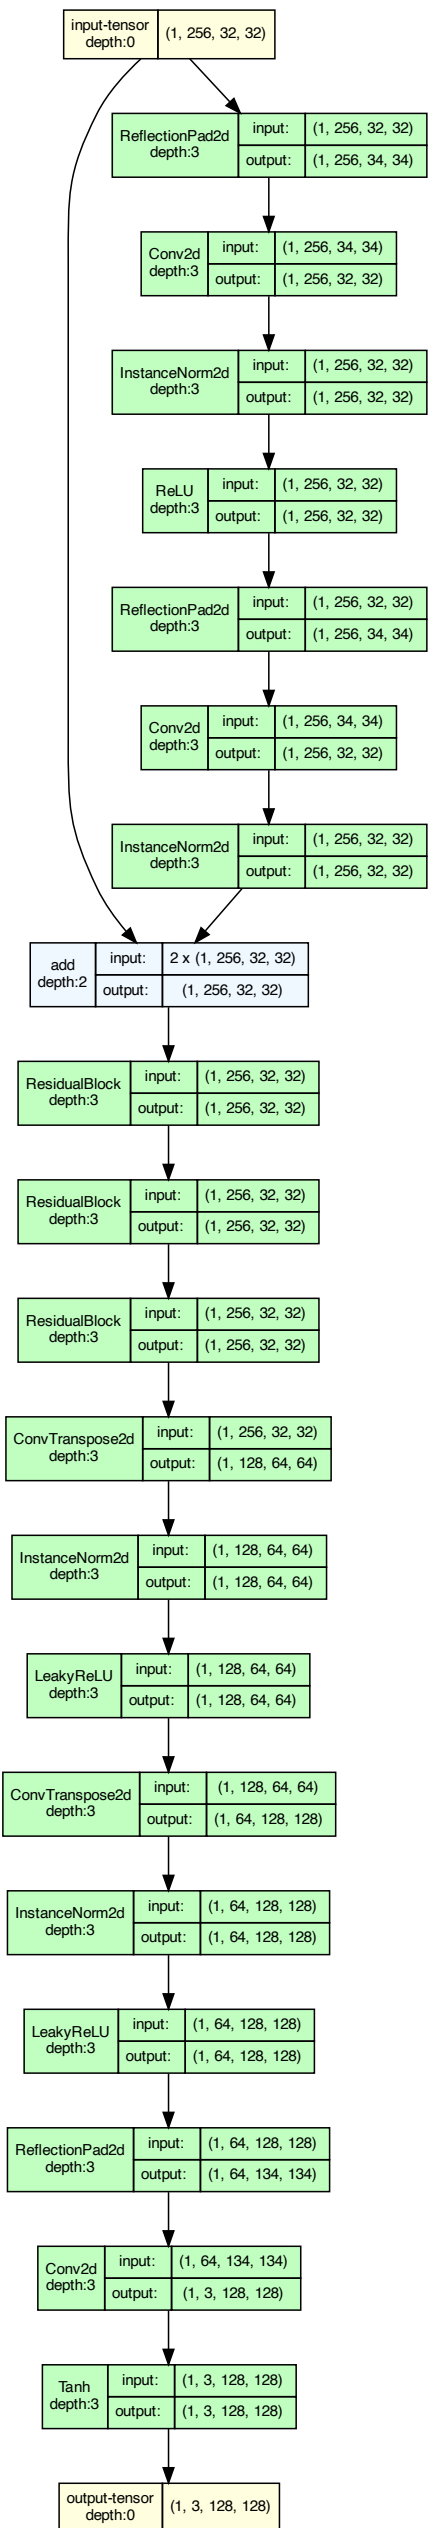 input-tensor
depth:0
(1, 256, 32, 32)
ReflectionPad2d
depth:3
input:
(1, 256, 32, 32)
output:
(1, 256, 34, 34)
Conv2d
depth:3
input:
(1, 256, 34, 34)
output:
(1, 256, 32, 32)
InstanceNorm2d
depth:3
input:
(1, 256, 32, 32)
output:
(1, 256, 32, 32)
ReLU
depth:3
input:
(1, 256, 32, 32)
output:
(1, 256, 32, 32)
ReflectionPad2d
depth:3
input:
(1, 256, 32, 32)
output:
(1, 256, 34, 34)
Conv2d
depth:3
input:
(1, 256, 34, 34)
output:
(1, 256, 32, 32)
InstanceNorm2d
depth:3
input:
(1, 256, 32, 32)
output:
(1, 256, 32, 32)
add
depth:2
input:
2 x (1, 256, 32, 32)
output:
(1, 256, 32, 32)
ResidualBlock
depth:3
input:
(1, 256, 32, 32)
output:
(1, 256, 32, 32)
ResidualBlock
depth:3
input:
(1, 256, 32, 32)
output:
(1, 256, 32, 32)
ResidualBlock
depth:3
input:
(1, 256, 32, 32)
output:
(1, 256, 32, 32)
ConvTranspose2d
depth:3
input:
(1, 256, 32, 32)
output:
(1, 128, 64, 64)
InstanceNorm2d
depth:3
input:
(1, 128, 64, 64)
output:
(1, 128, 64, 64)
LeakyReLU
depth:3
input:
(1, 128, 64, 64)
output:
(1, 128, 64, 64)
ConvTranspose2d
depth:3
input:
(1, 128, 64, 64)
output:
(1, 64, 128, 128)
InstanceNorm2d
depth:3
input:
(1, 64, 128, 128)
output:
(1, 64, 128, 128)
LeakyReLU
depth:3
input:
(1, 64, 128, 128)
output:
(1, 64, 128, 128)
ReflectionPad2d
depth:3
input:
(1, 64, 128, 128)
output:
(1, 64, 134, 134)
Conv2d
depth:3
input:
(1, 64, 134, 134)
output:
(1, 3, 128, 128)
Tanh
depth:3
input:
(1, 3, 128, 128)
output:
(1, 3, 128, 128)
output-tensor
depth:0
(1, 3, 128, 128)